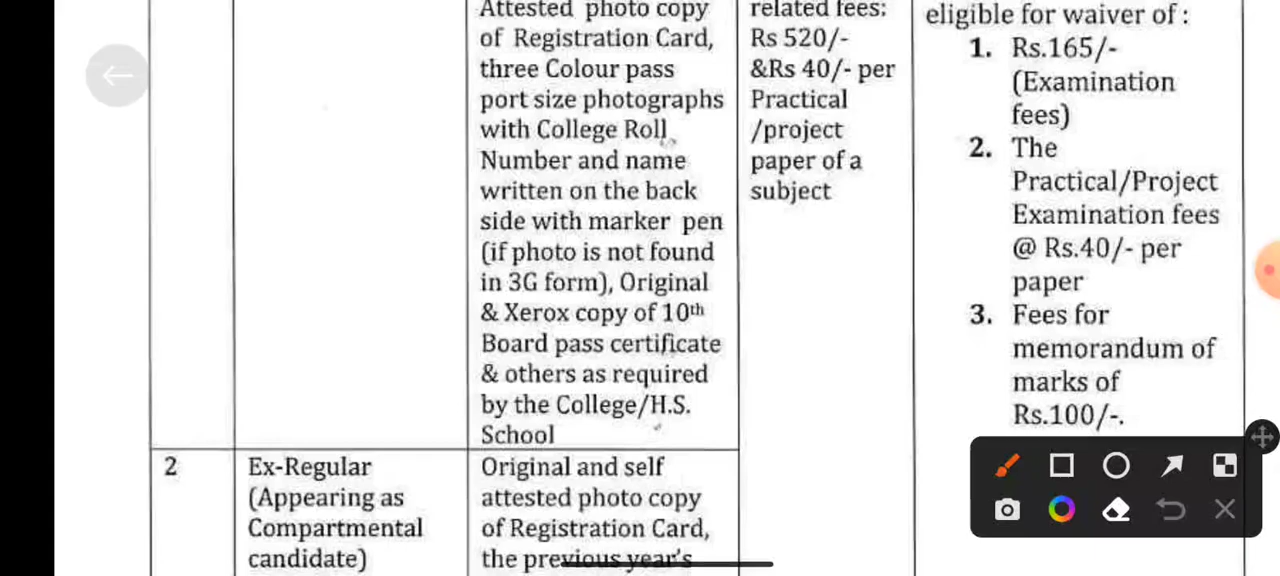 Attested photo copy
of Registration Card,
three Colour pass
port size photographs
with College Roll
Number and name
written on the back
side with marker pen
(if photo is not found
in 3G form), Original
& Xerox copy of 10th
Board pass certificate
& others as required
by the College/H.S.
School
related fees:
Rs 520/-
&Rs 40/- per
Practical
/project
paper of a
subject
eligible for waiver of :
1. Rs.165/-
(Examination
fees)
2. The
Practical/Project
Examination fees
@ Rs.40/- per
paper
3. Fees for
memorandum of
marks of
Rs.100/-.
2
Ex-Regular
(Appearing as
Compartmental
candidate)
Original and self
attested photo copy
of Registration Card,
the previous year's